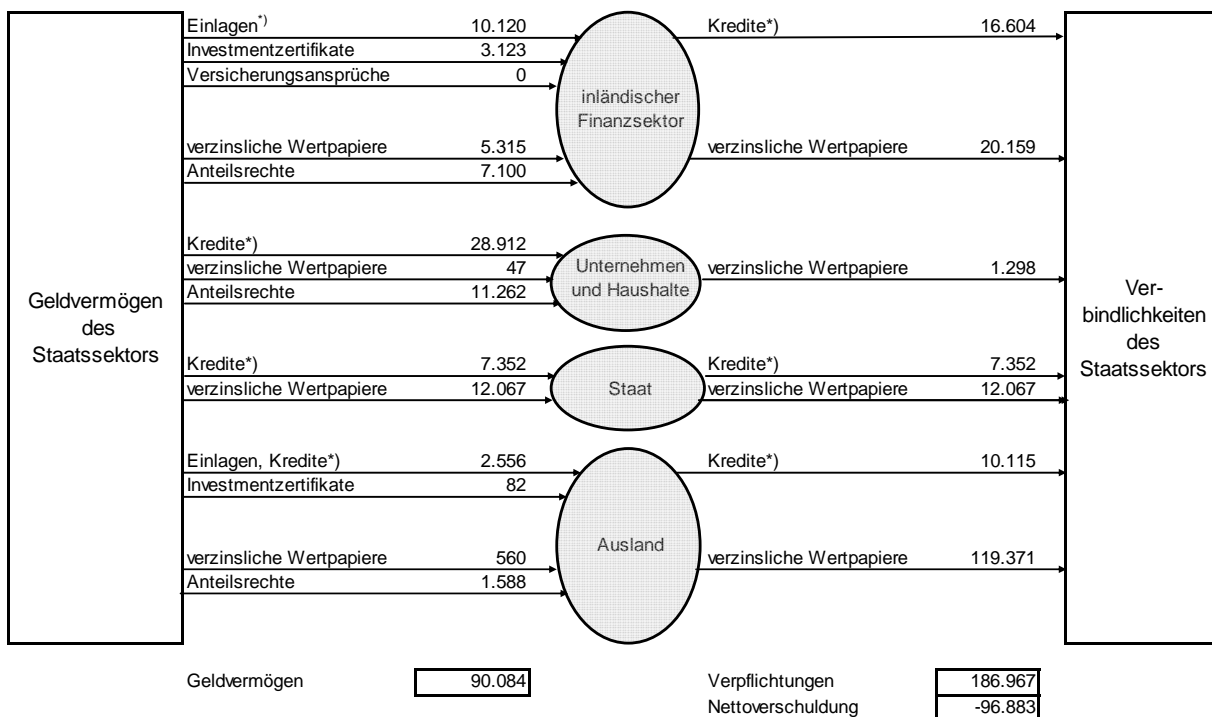 Einlagen*) 10.120 Kredite*) 16.604
Investmentzertifikate 3.123
Versicherungsansprüche 0
inländischer
Finanzsektor
verzinsliche Wertpapiere 5.315 verzinsliche Wertpapiere 20.159
Anteilsrechte 7.100
Kredite*) 28.912
verzinsliche Wertpapiere 47 verzinsliche Wertpapiere 1.298
Anteilsrechte 11.262
Unternehmen
und Haushalte
Geldvermögen
des
Staatssektors
Ver-
bindlichkeiten
des
Staatssektors
Kredite*) 7.352 Kredite*) 7.352
verzinsliche Wertpapiere 12.067 Staat verzinsliche Wertpapiere 12.067
Einlagen, Kredite*) 2.556 Kredite*) 10.115
Investmentzertifikate 82
Ausland
verzinsliche Wertpapiere 560 verzinsliche Wertpapiere 119.371
Anteilsrechte 1.588
Geldvermögen 90.084 Verpflichtungen 186.967
Nettoverschuldung -96.883